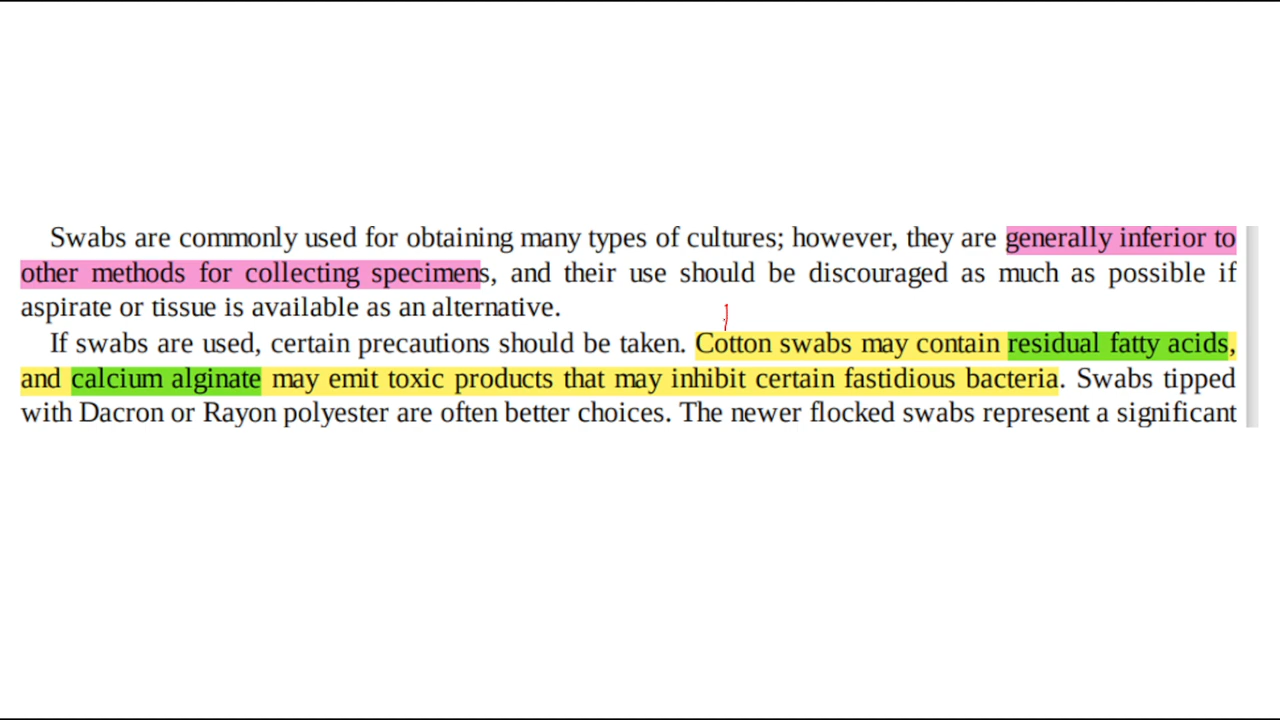 Swabs are commonly used for obtaining many types of cultures; however, they are generally inferior to
other methods for collecting specimens, and their use should be discouraged as much as possible if
aspirate or tissue is available as an alternative.
If swabs are used, certain precautions should be taken. Cotton swabs may contain residual fatty acids,
and calcium alginate may emit toxic products that may inhibit certain fastidious bacteria. Swabs tipped
with Dacron or Rayon polyester are often better choices. The newer flocked swabs represent a significant